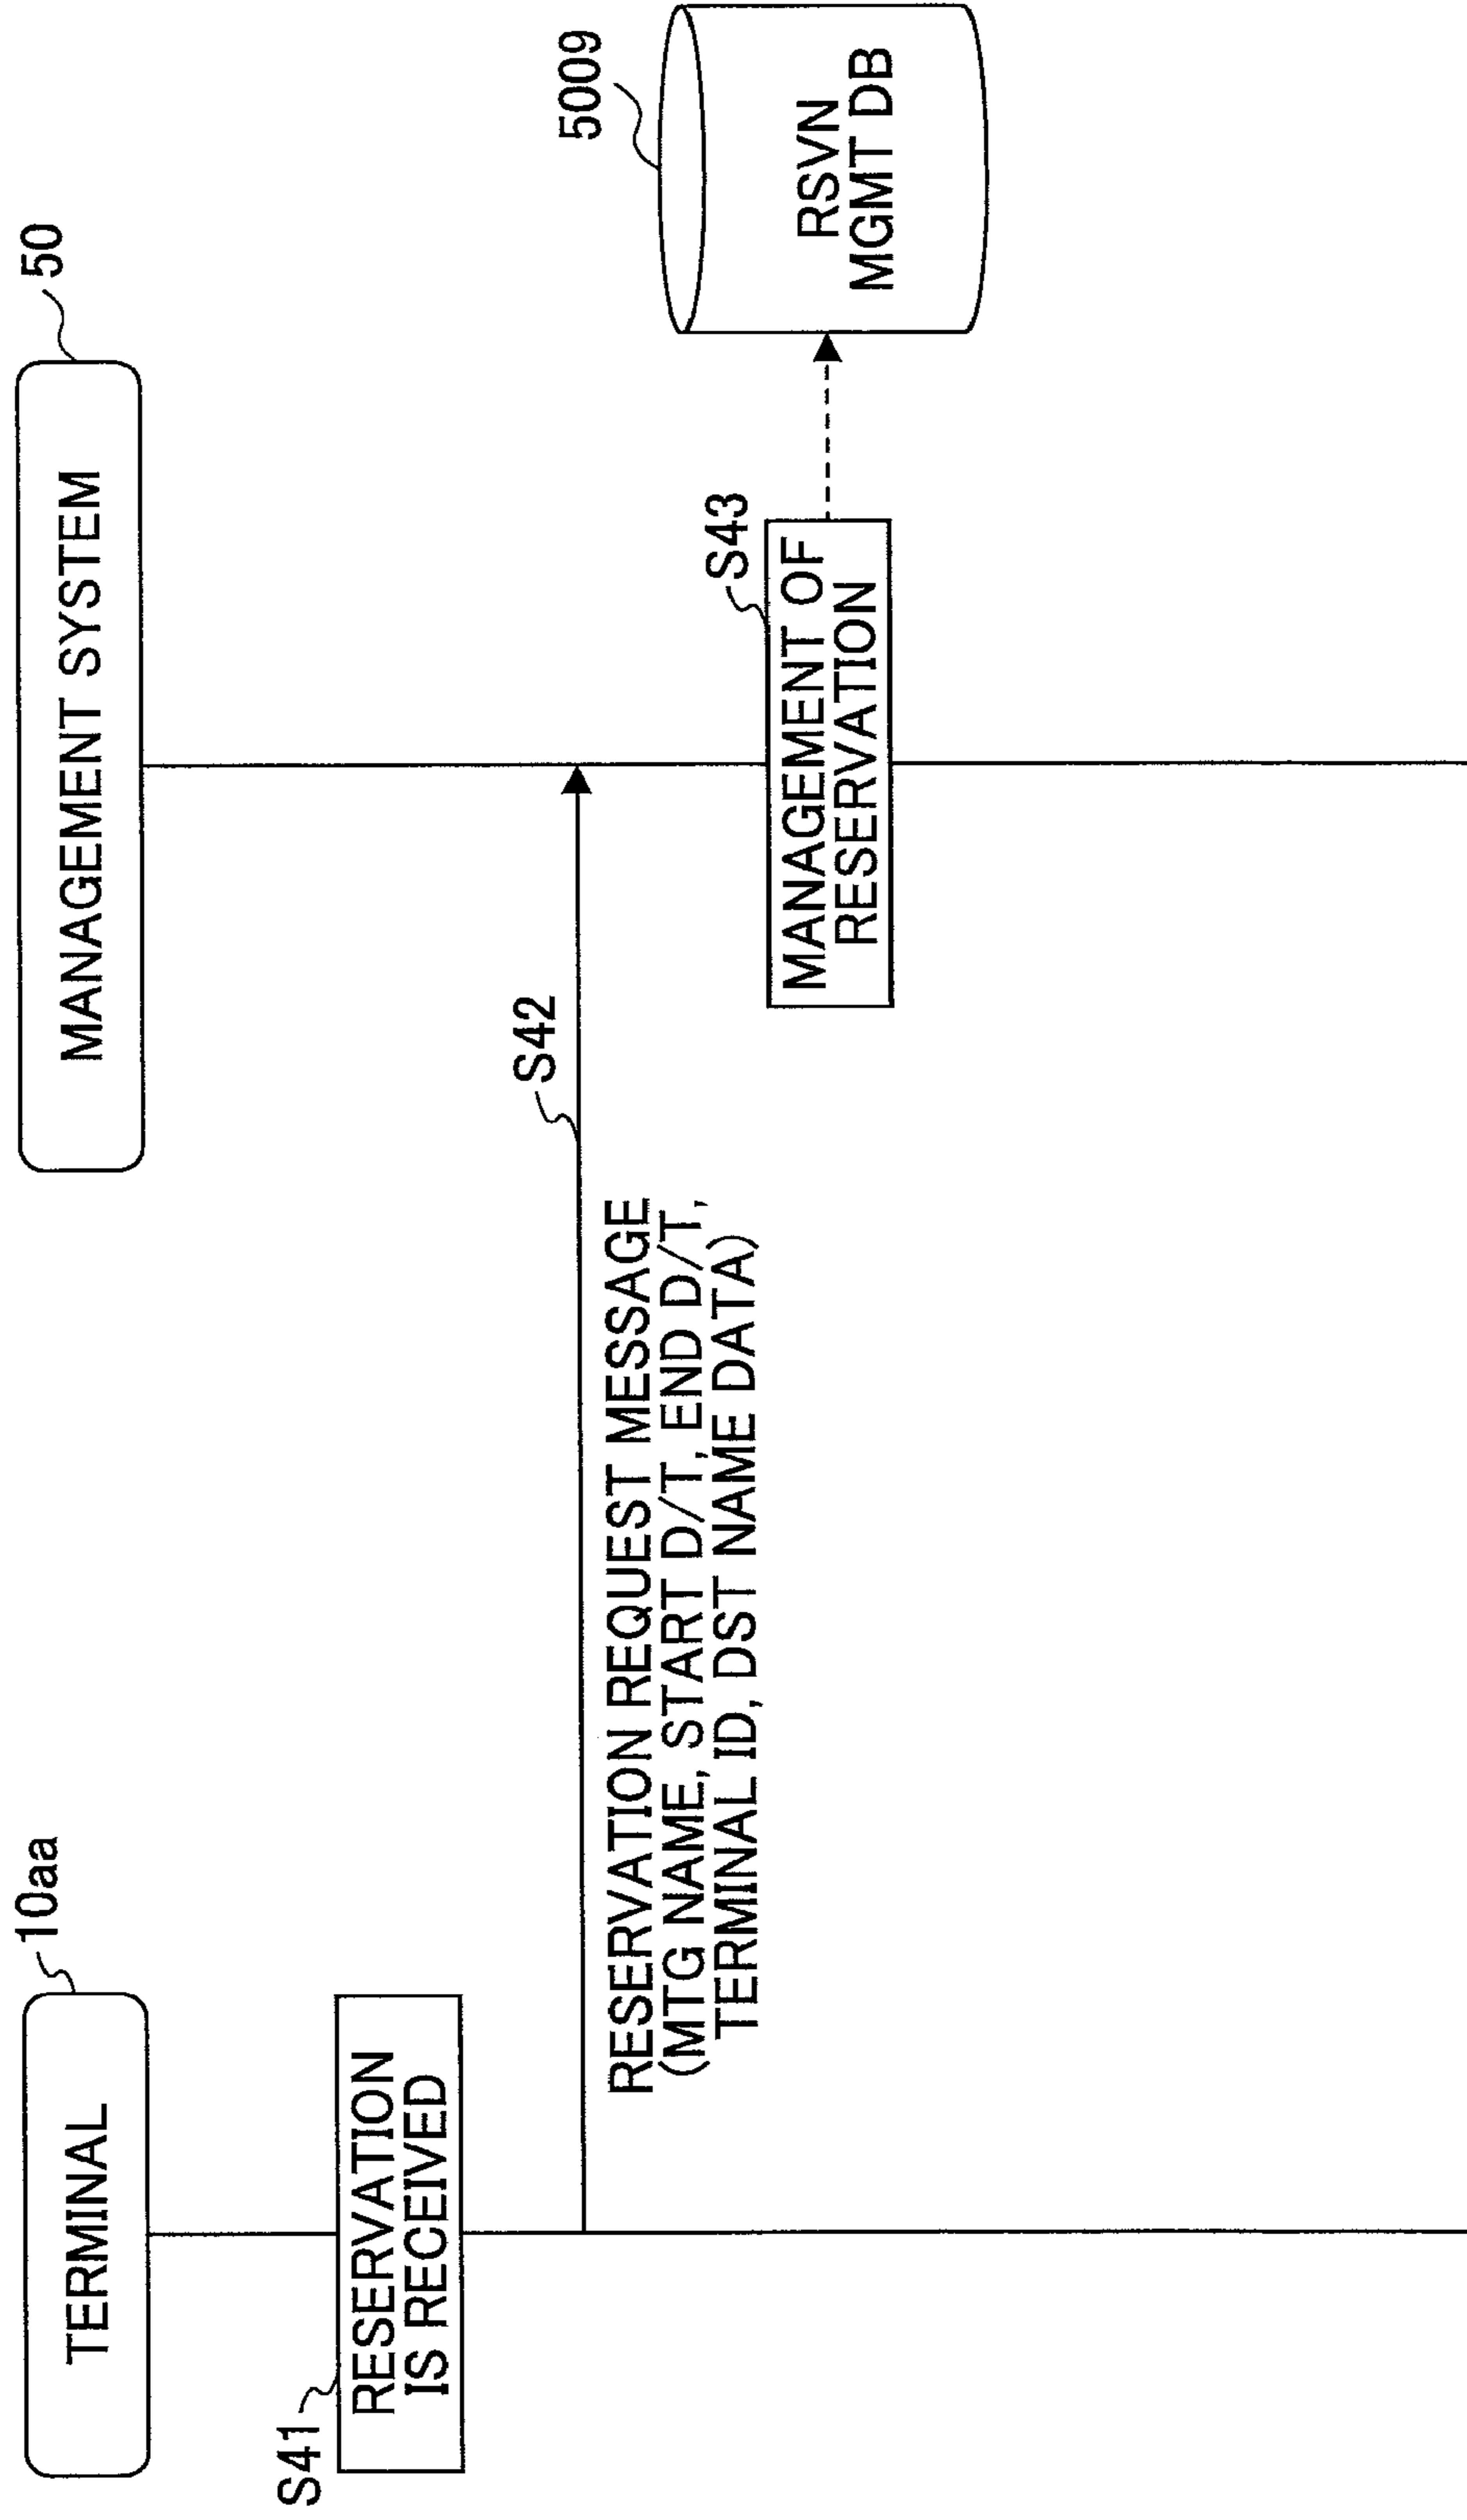 10aa
TERMINAL
50
MANAGEMENT SYSTEM
S41
RESERVATION
IS RECEIVED
S42
RESERVATION REQUEST MESSAGE
(MTG NAME, START D/T, END D/T,
TERMINAL ID, DST NAME DATA)
S43
MANAGEMENT OF
RESERVATION
5009
RSVN
MGMT DB